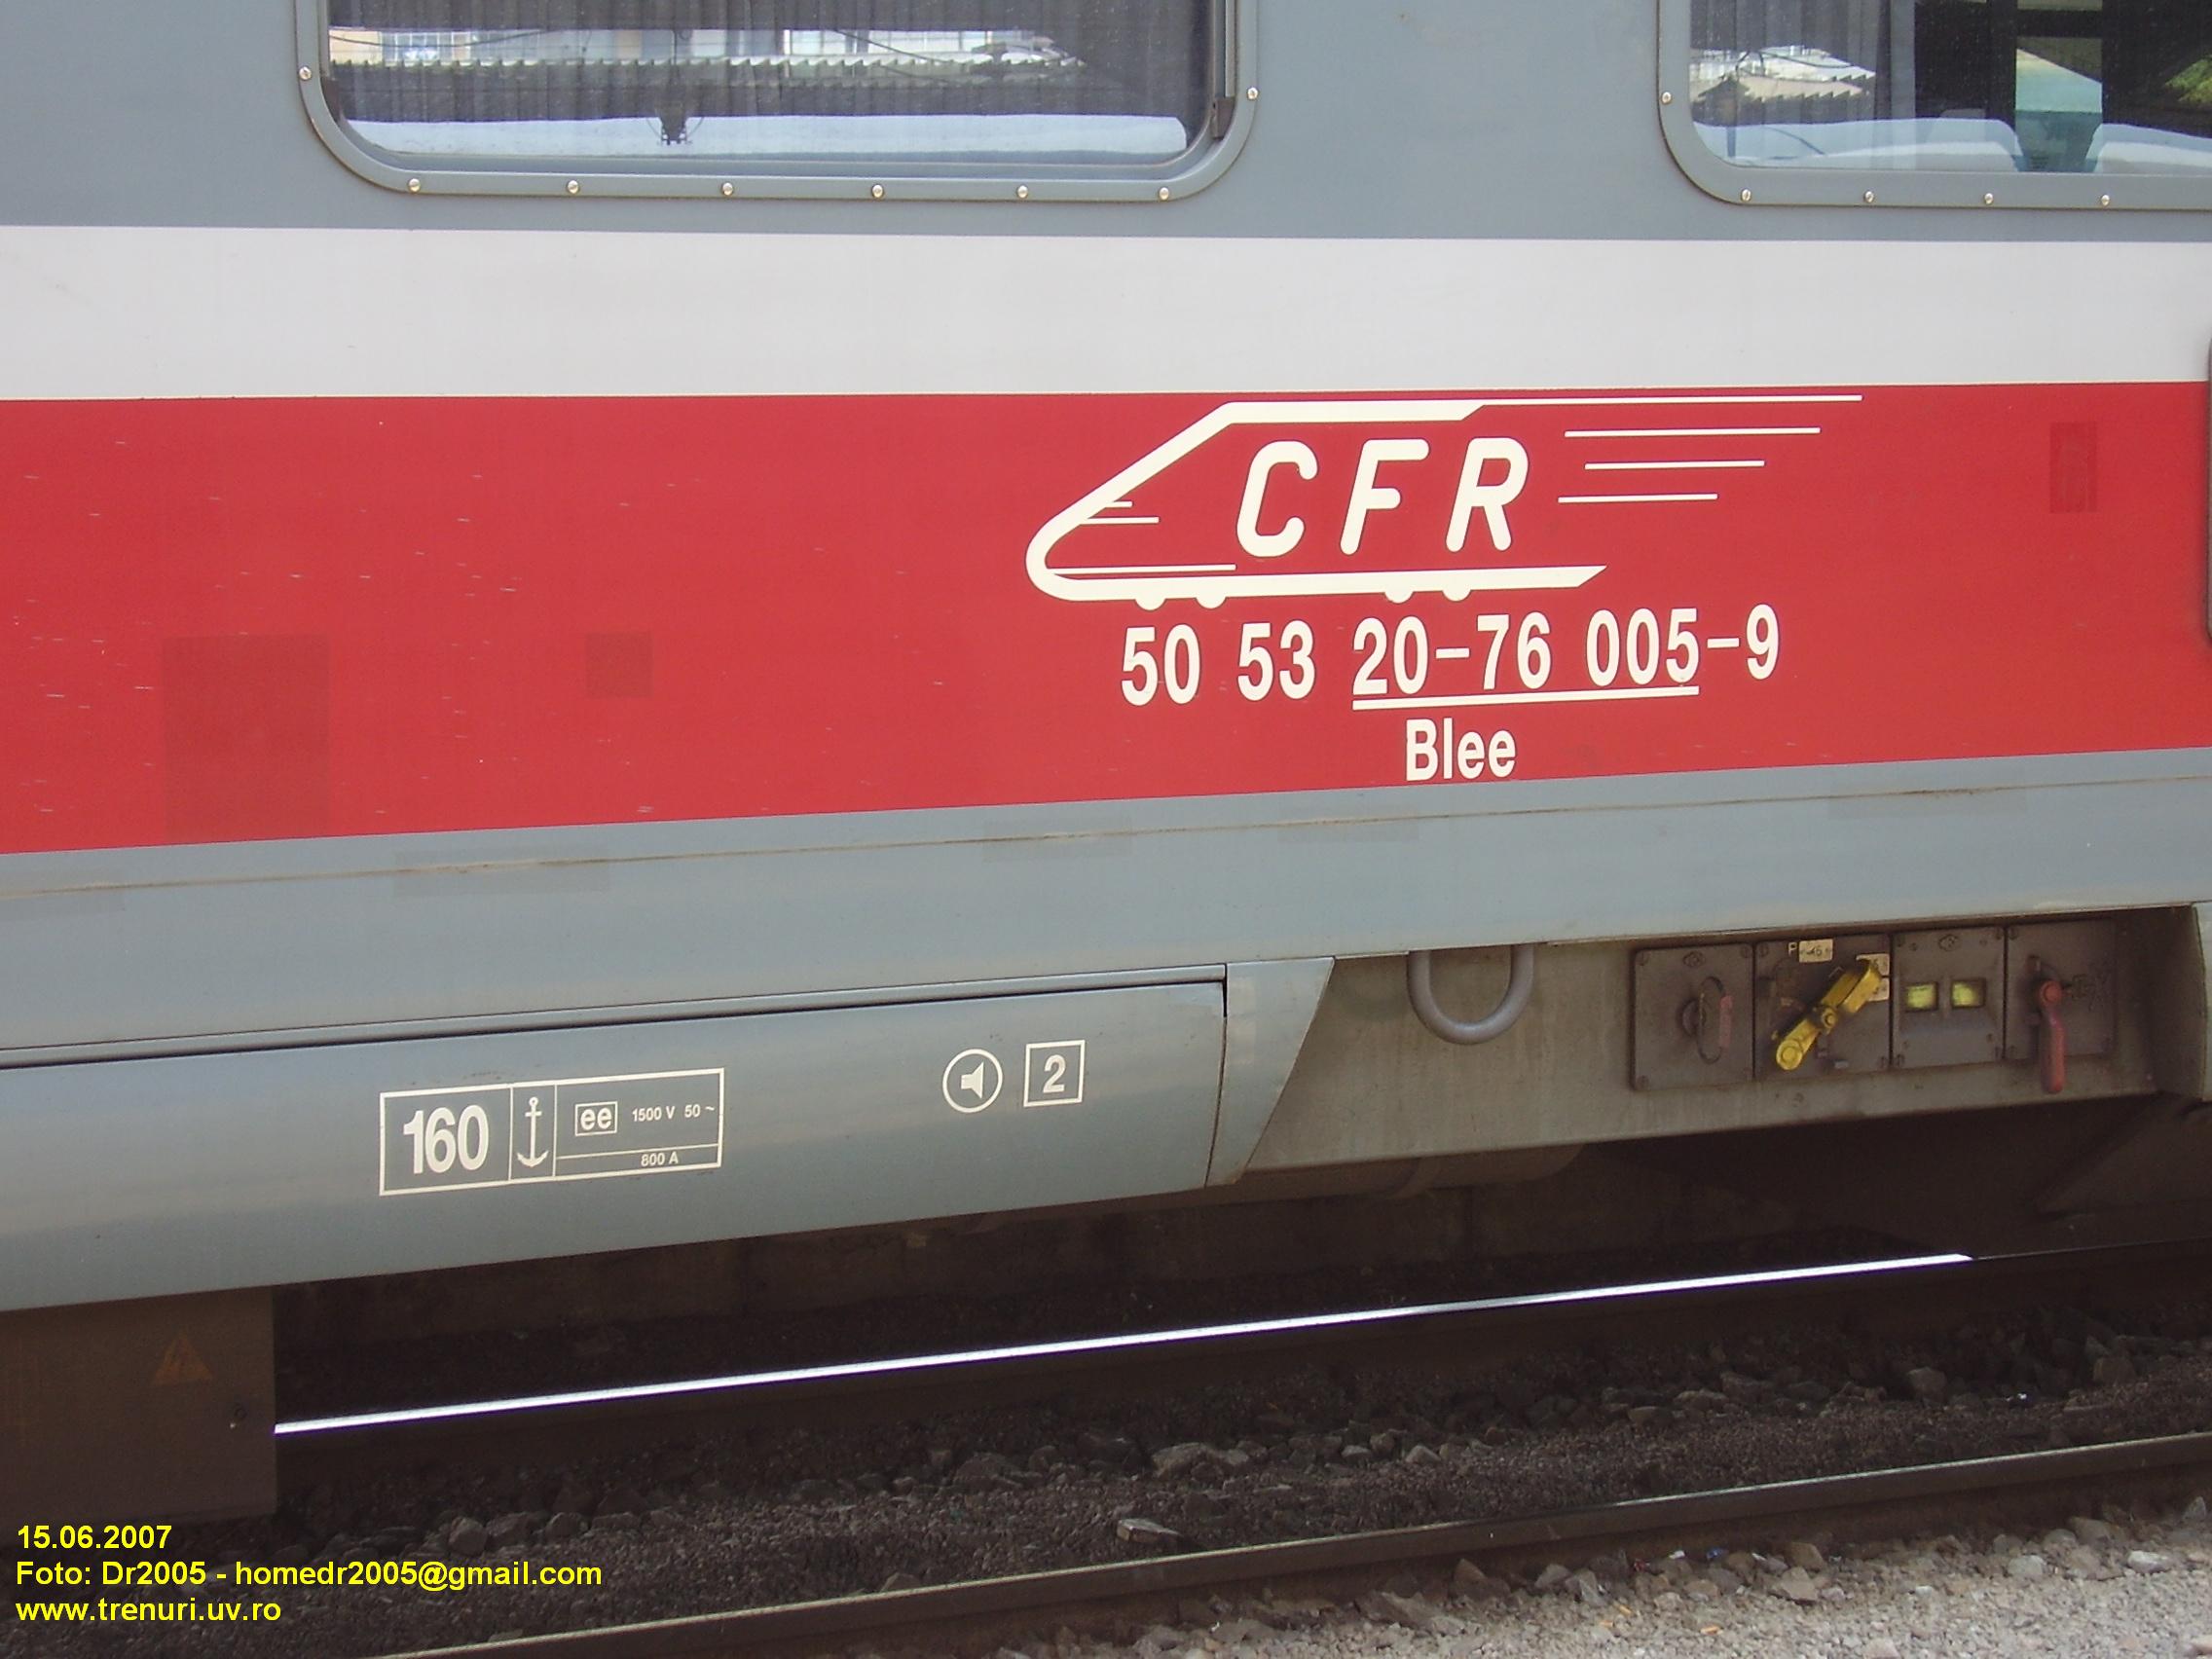 CFR
50 53 20-76 005-9
Blee
160
ee 1500 V 50 ~
800 A
2
15.06.2007
Foto: Dr2005 - homedr2005@gmail.com
www.trenuri.uv.ro